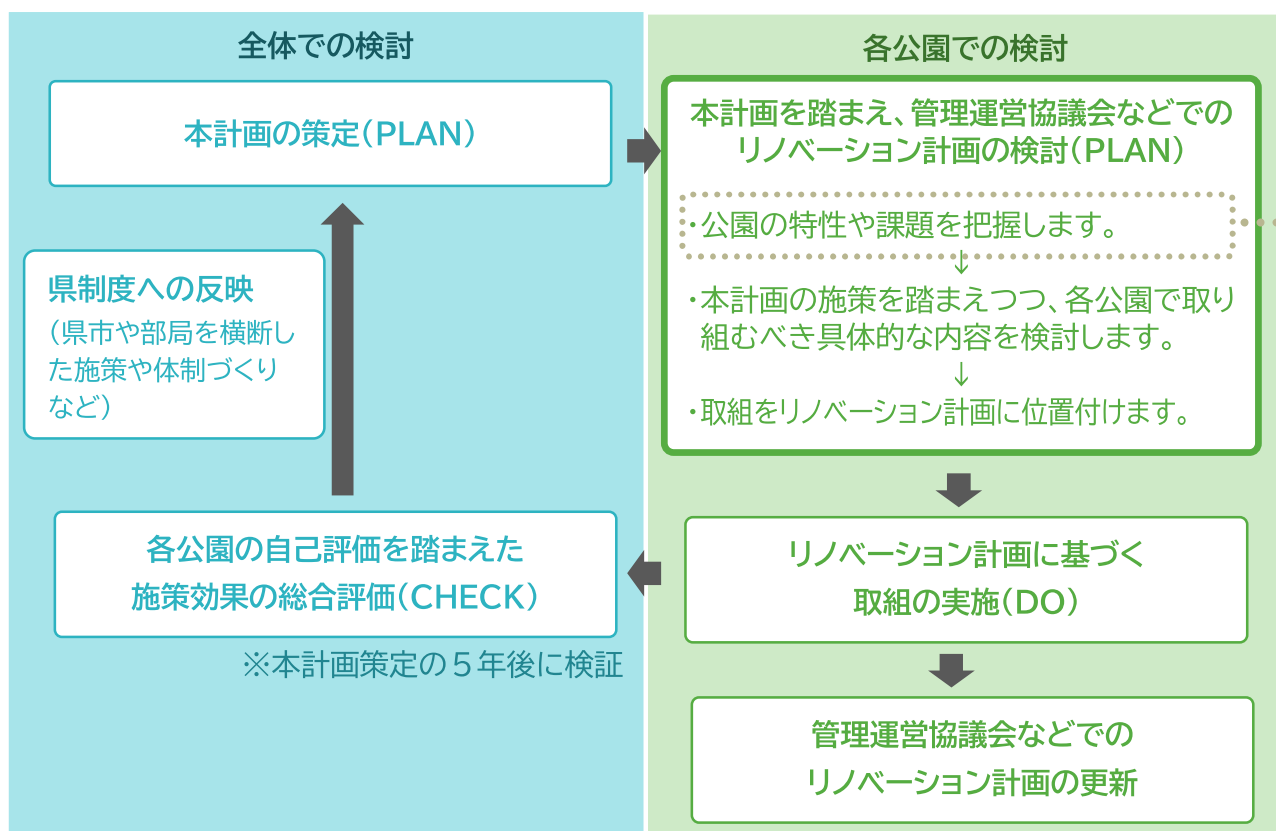 全体での検討
本計画の策定（PLAN）
県制度への反映
（県市や部局を横断し
た施策や体制づくり
など）
各公園の自己評価を踏まえた
施策効果の総合評価（CHECK）
※本計画策定の５年後に検証
各公園での検討
本計画を踏まえ、管理運営協議会などでの
リノベーション計画の検討（PLAN）
・公園の特性や課題を把握します。
↓
・本計画の施策を踏まえつつ、各公園で取り
組むべき具体的な内容を検討します。
↓
・取組をリノベーション計画に位置付けます。
リノベーション計画に基づく
取組の実施（DO）
管理運営協議会などでの
リノベーション計画の更新